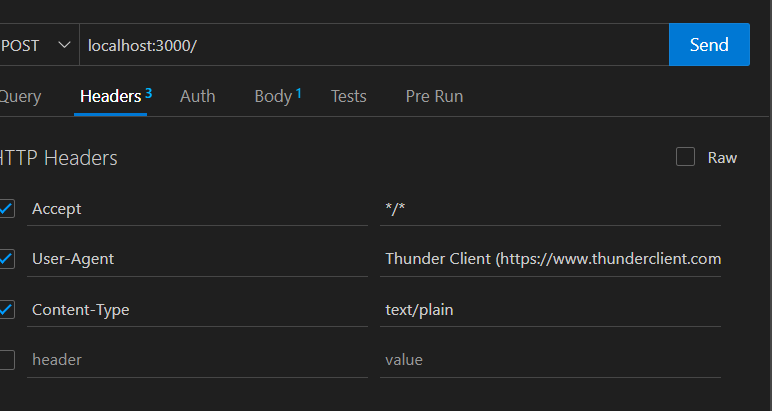 POST localhost:3000/ Send
Query Headers 3 Auth Body 1 Tests Pre Run
HTTP Headers Raw
Accept */*
User-Agent Thunder Client (https://www.thunderclient.com
Content-Type text/plain
header value